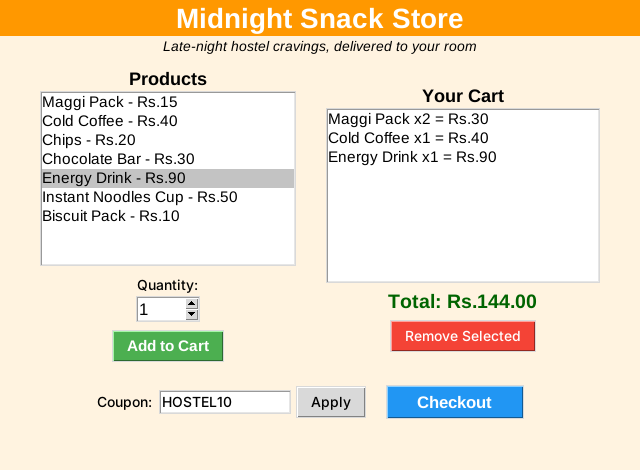 Midnight Snack Store
Late-night hostel cravings, delivered to your room
Products
Maggi Pack - Rs.15
Cold Coffee - Rs.40
Chips - Rs.20
Chocolate Bar - Rs.30
Energy Drink - Rs.90
Instant Noodles Cup - Rs.50
Biscuit Pack - Rs.10
Quantity:
1
Add to Cart
Your Cart
Maggi Pack x2 = Rs.30
Cold Coffee x1 = Rs.40
Energy Drink x1 = Rs.90
Total: Rs.144.00
Remove Selected
Coupon: HOSTEL10 Apply Checkout